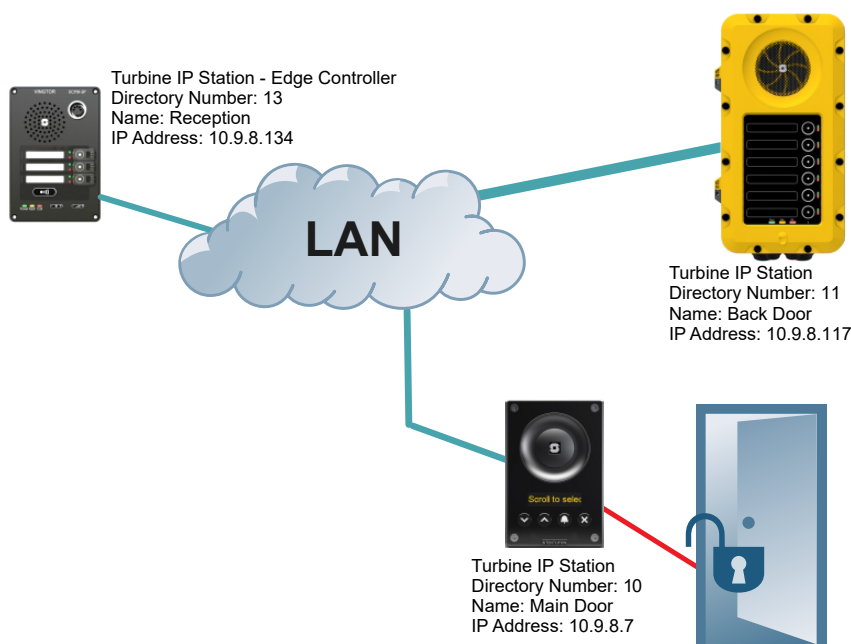 Turbine IP Station - Edge Controller
Directory Number: 13
Name: Reception
IP Address: 10.9.8.134
LAN
Turbine IP Station
Directory Number: 11
Name: Back Door
IP Address: 10.9.8.117
Scroll to selec
Turbine IP Station
Directory Number: 10
Name: Main Door
IP Address: 10.9.8.7